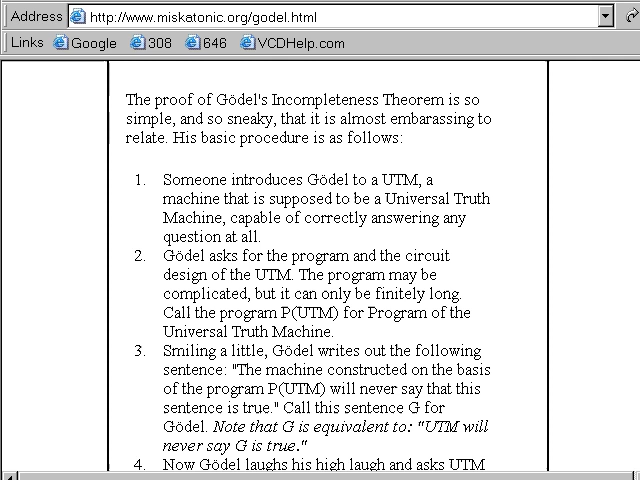 Address http://www.miskatonic.org/godel.html
Links Google 308 646 VCDHelp.com
The proof of Gödel's Incompleteness Theorem is so
simple, and so sneaky, that it is almost embarassing to
relate. His basic procedure is as follows:
1. Someone introduces Gödel to a UTM, a
machine that is supposed to be a Universal Truth
Machine, capable of correctly answering any
question at all.
2. Gödel asks for the program and the circuit
design of the UTM. The program may be
complicated, but it can only be finitely long.
Call the program P(UTM) for Program of the
Universal Truth Machine.
3. Smiling a little, Gödel writes out the following
sentence: "The machine constructed on the basis
of the program P(UTM) will never say that this
sentence is true." Call this sentence G for
Gödel. Note that G is equivalent to: "UTM will
never say G is true."
4. Now Gödel laughs his high laugh and asks UTM